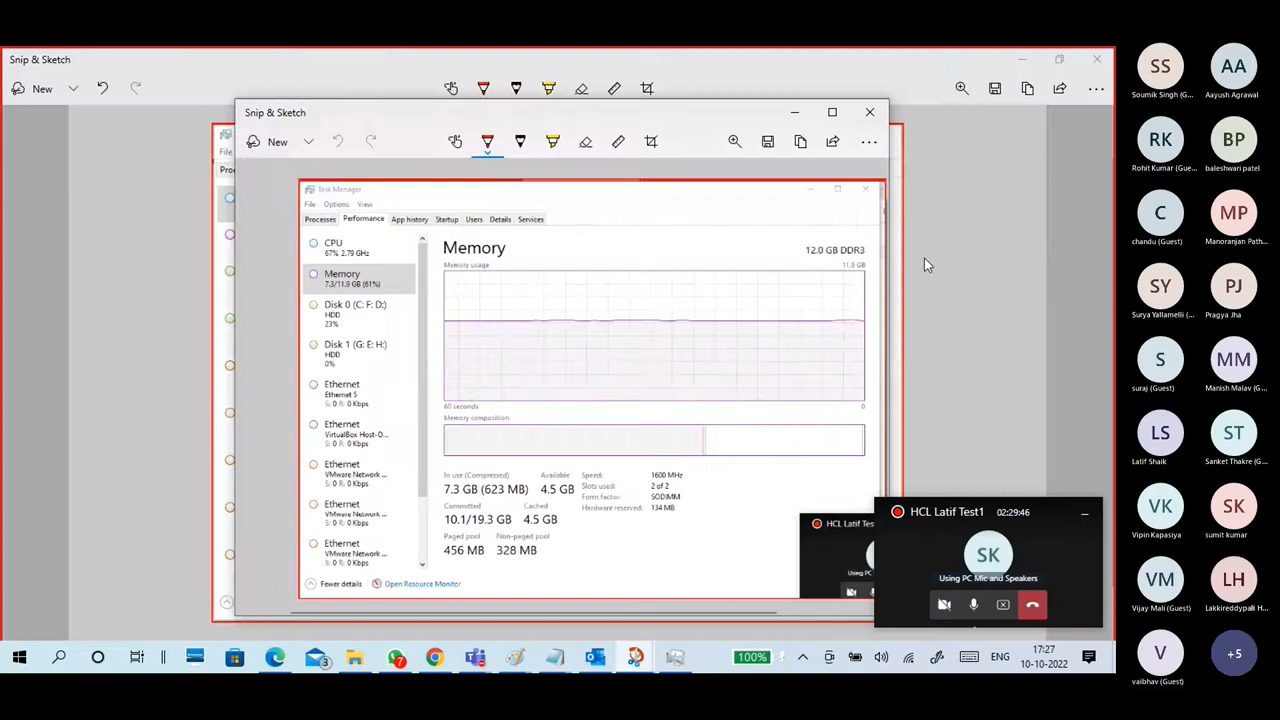 Snip & Sketch
New
Snip & Sketch
New
File
Pro
Task Manager
File Options View
Processes Performance App history Startup Users Details Services
CPU
67% 2.79 GHz
Memory
7.3/11.9 GB (61%)
Disk 0 (C: F: D:)
HDD
23%
Disk 1 (G: E: H:)
HDD
0%
Ethernet
Ethernet 5
S: 0 R: 0 Kbps
Ethernet
VirtualBox Host-O...
S: 0 R: 0 Kbps
Ethernet
VMware Network ...
S: 0 R: 0 Kbps
Ethernet
VMware Network ...
S: 0 R: 0 Kbps
Ethernet
VMware Network ...
S: 0 R: 0 Kbps
Memory 12.0 GB DDR3
Memory usage 11.9 GB
60 seconds 0
Memory composition
In use (Compressed) Available
7.3 GB (623 MB) 4.5 GB
Committed Cached
10.1/19.3 GB 4.5 GB
Paged pool Non-paged pool
456 MB 328 MB
Speed: 1600 MHz
Slots used: 2 of 2
Form factor: SODIMM
Hardware reserved: 134 MB
Fewer details Open Resource Monitor
HCL Latif Tes
Using PC
HCL Latif Test1 02:29:46
SK
Using PC Mic and Speakers
3
7
100%
ENG
17:27
10-10-2022
SS
Soumik Singh (G...
AA
Aayush Agrawal
RK
Rohit Kumar (Gue...
BP
baleshwari patel
C
chandu (Guest)
MP
Manoranjan Path...
SY
Surya Yallamelli (...
PJ
Pragya Jha
S
suraj (Guest)
MM
Manish Malav (G...
LS
Latif Shaik
ST
Sanket Thakre (G...
VK
Vipin Kapasiya
SK
sumit kumar
VM
Vijay Mali (Guest)
LH
Lakkireddypalli H...
V
vaibhav (Guest)
+5